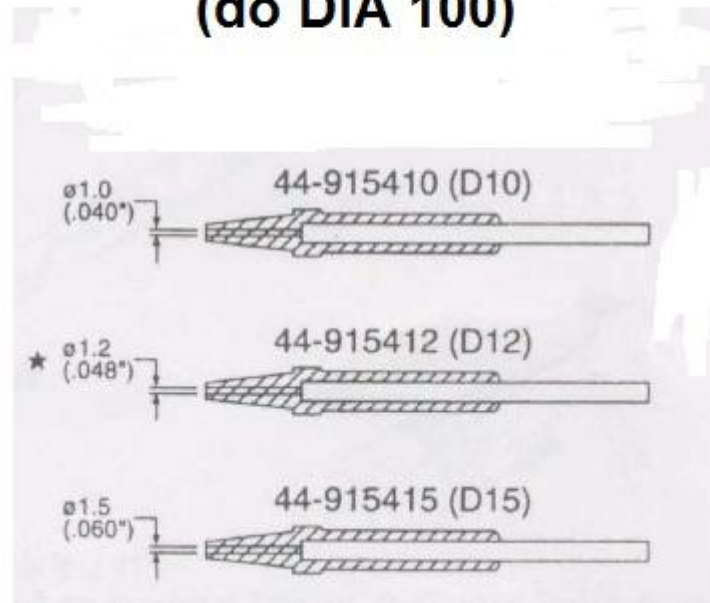 (do DIA 100)
44-915410 (D10)
ø1.0
(.040")
44-915412 (D12)
★ ø1.2
(.048")
44-915415 (D15)
ø1.5
(.060")